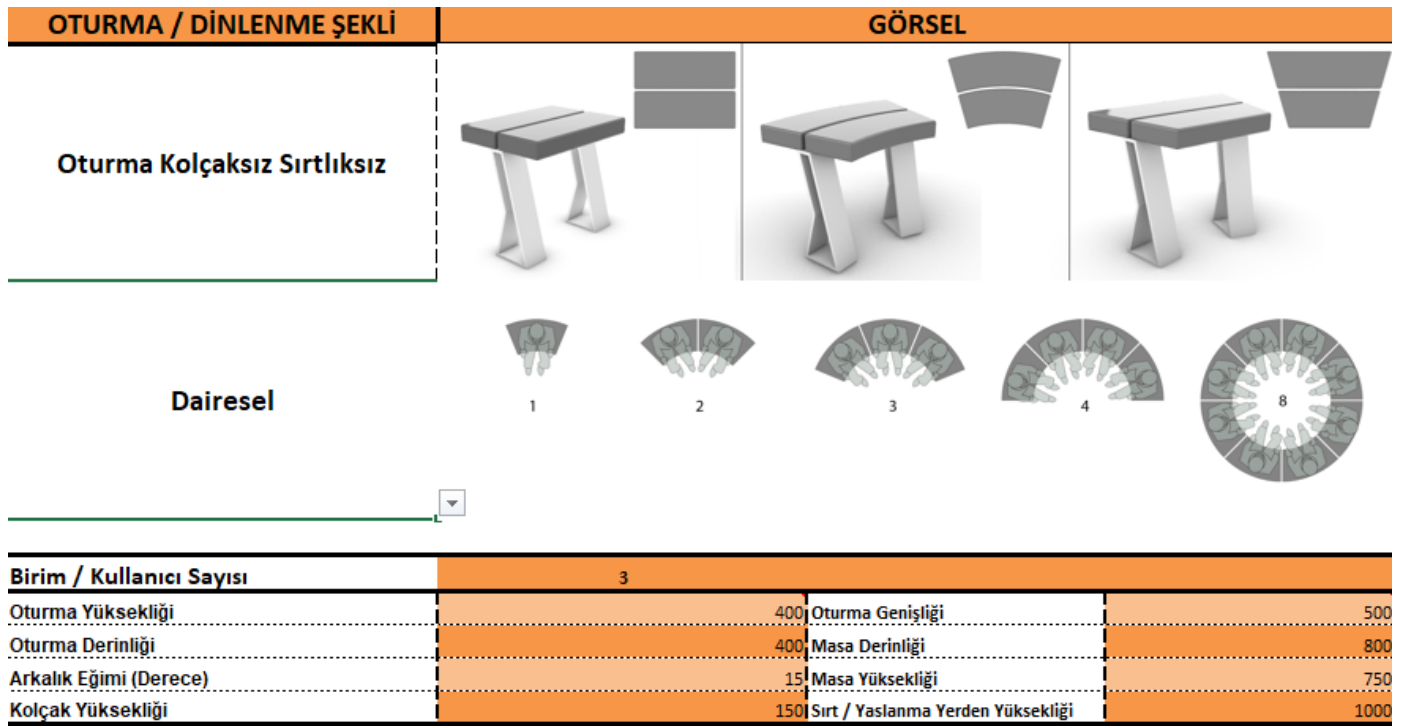 OTURMA / DİNLENME ŞEKLİ GÖRSEL
Oturma Kolçaksız Sırtlıksız
Dairesel
1 2 3 4 8
Birim / Kullanıcı Sayısı 3
Oturma Yüksekliği 400 Oturma Genişliği 500
Oturma Derinliği 400 Masa Derinliği 800
Arkalık Eğimi (Derece) 15 Masa Yüksekliği 750
Kolçak Yüksekliği 150 Sırt / Yaslanma Yerden Yüksekliği 1000